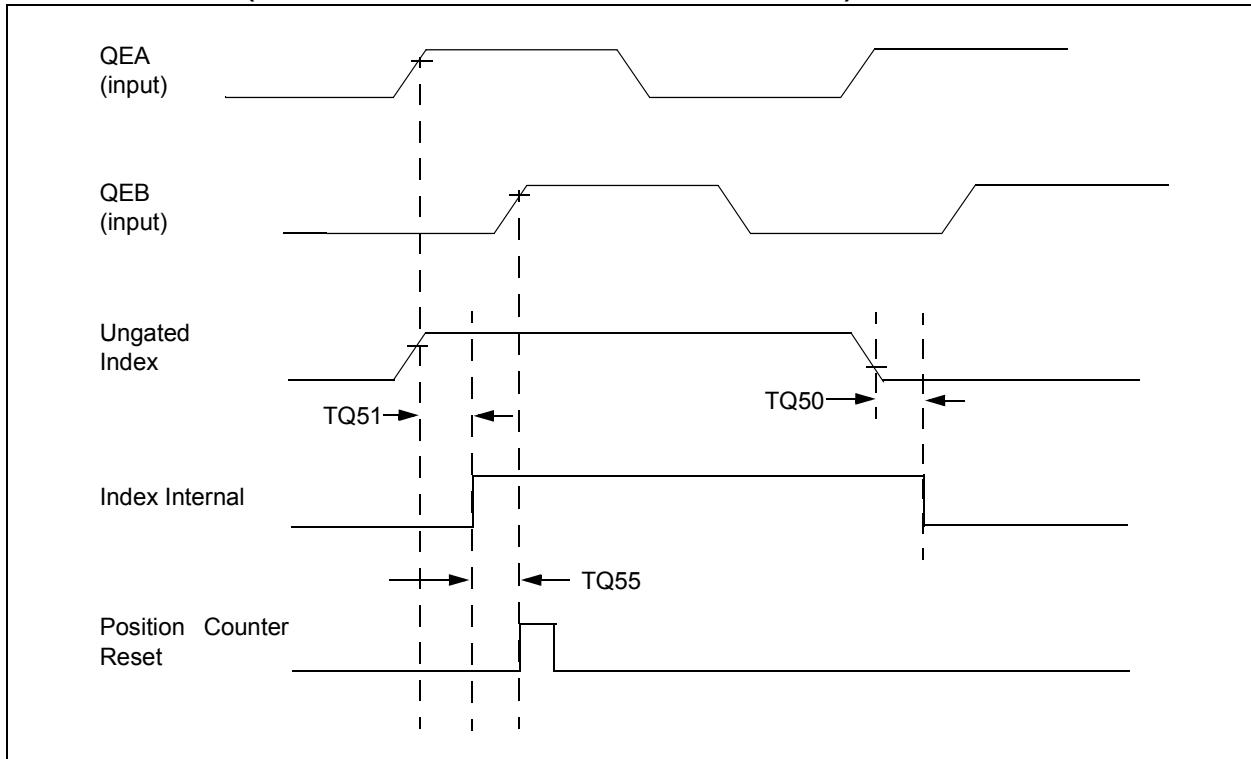 QEA
(input)
QEB
(input)
Ungated
Index
TQ51
TQ50
Index Internal
TQ55
Position Counter
Reset